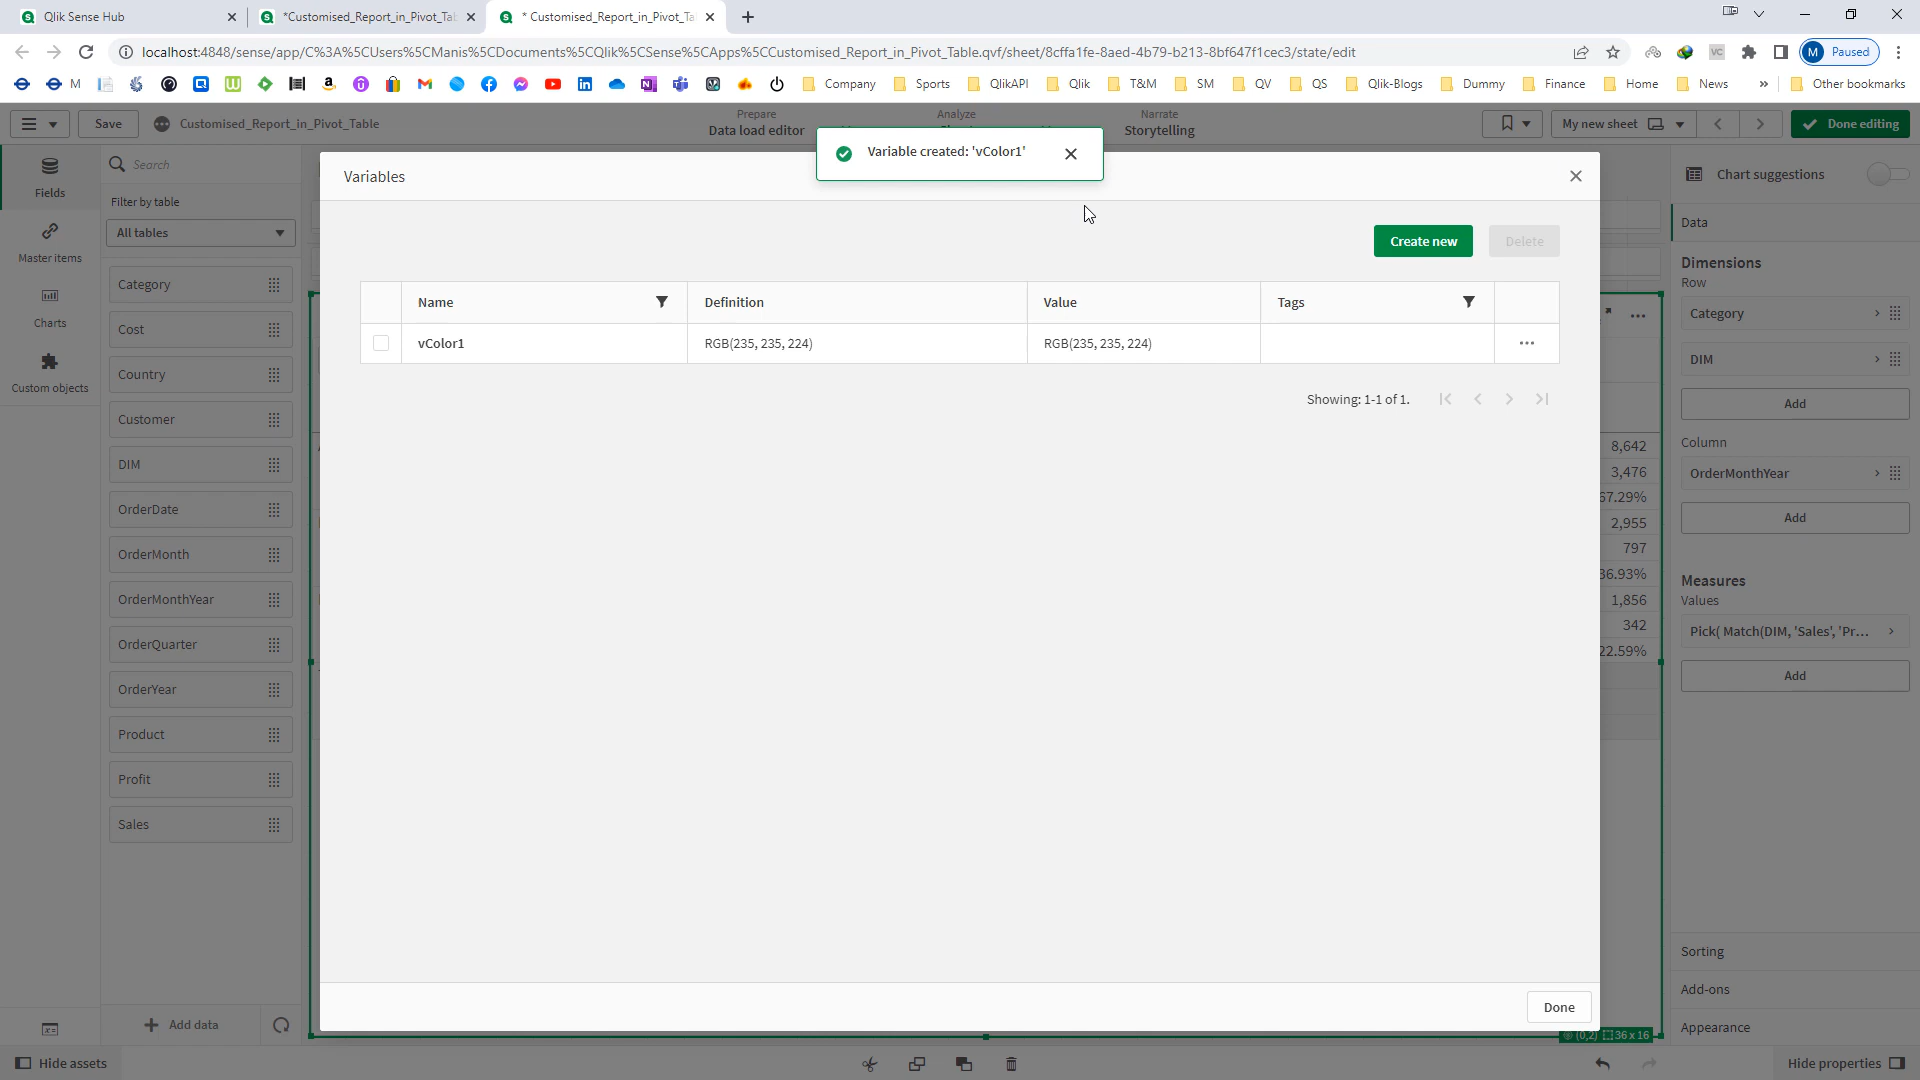 Qlik Sense Hub
*Customised_Report_in_Pivot_Tab
* Customised_Report_in_Pivot_Ta
localhost:4848/sense/app/C%3A%5CUsers%5CManis%5CDocuments%5CQlik%5CSense%5CApps%5CCustomised_Report_in_Pivot_Table.qvf/sheet/8cffa1fe-8aed-4b79-b213-8bf647f1cec3/state/edit
M Paused
M Company Sports QlikAPI Qlik T&M SM QV QS Qlik-Blogs Dummy Finance Home News » Other bookmarks
Save
Customised_Report_in_Pivot_Table
Prepare
Data load editor
Analyze
Narrate
Storytelling
My new sheet
Done editing
Variable created: 'vColor1'
Fields
Master items
Charts
Custom objects
Search
Filter by table
All tables
Category
Cost
Country
Customer
DIM
OrderDate
OrderMonth
OrderMonthYear
OrderQuarter
OrderYear
Product
Profit
Sales
Add data
Variables
Create new
Delete
Name Definition Value Tags
vColor1 RGB(235, 235, 224) RGB(235, 235, 224)
Showing: 1-1 of 1.
Done
8,642
3,476
67.29%
2,955
797
36.93%
1,856
342
22.59%
(0,2) 36 x 16
Chart suggestions
Data
Dimensions
Row
Category
DIM
Add
Column
OrderMonthYear
Add
Measures
Values
Pick( Match(DIM, 'Sales', 'Pr...
Add
Sorting
Add-ons
Appearance
Hide assets
Hide properties